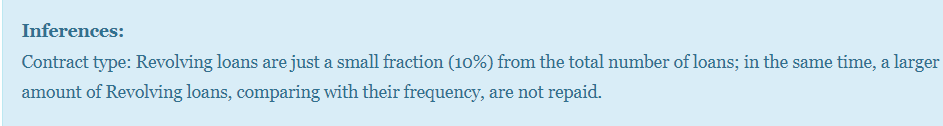 Inferences:
Contract type: Revolving loans are just a small fraction (10%) from the total number of loans; in the same time, a larger
amount of Revolving loans, comparing with their frequency, are not repaid.